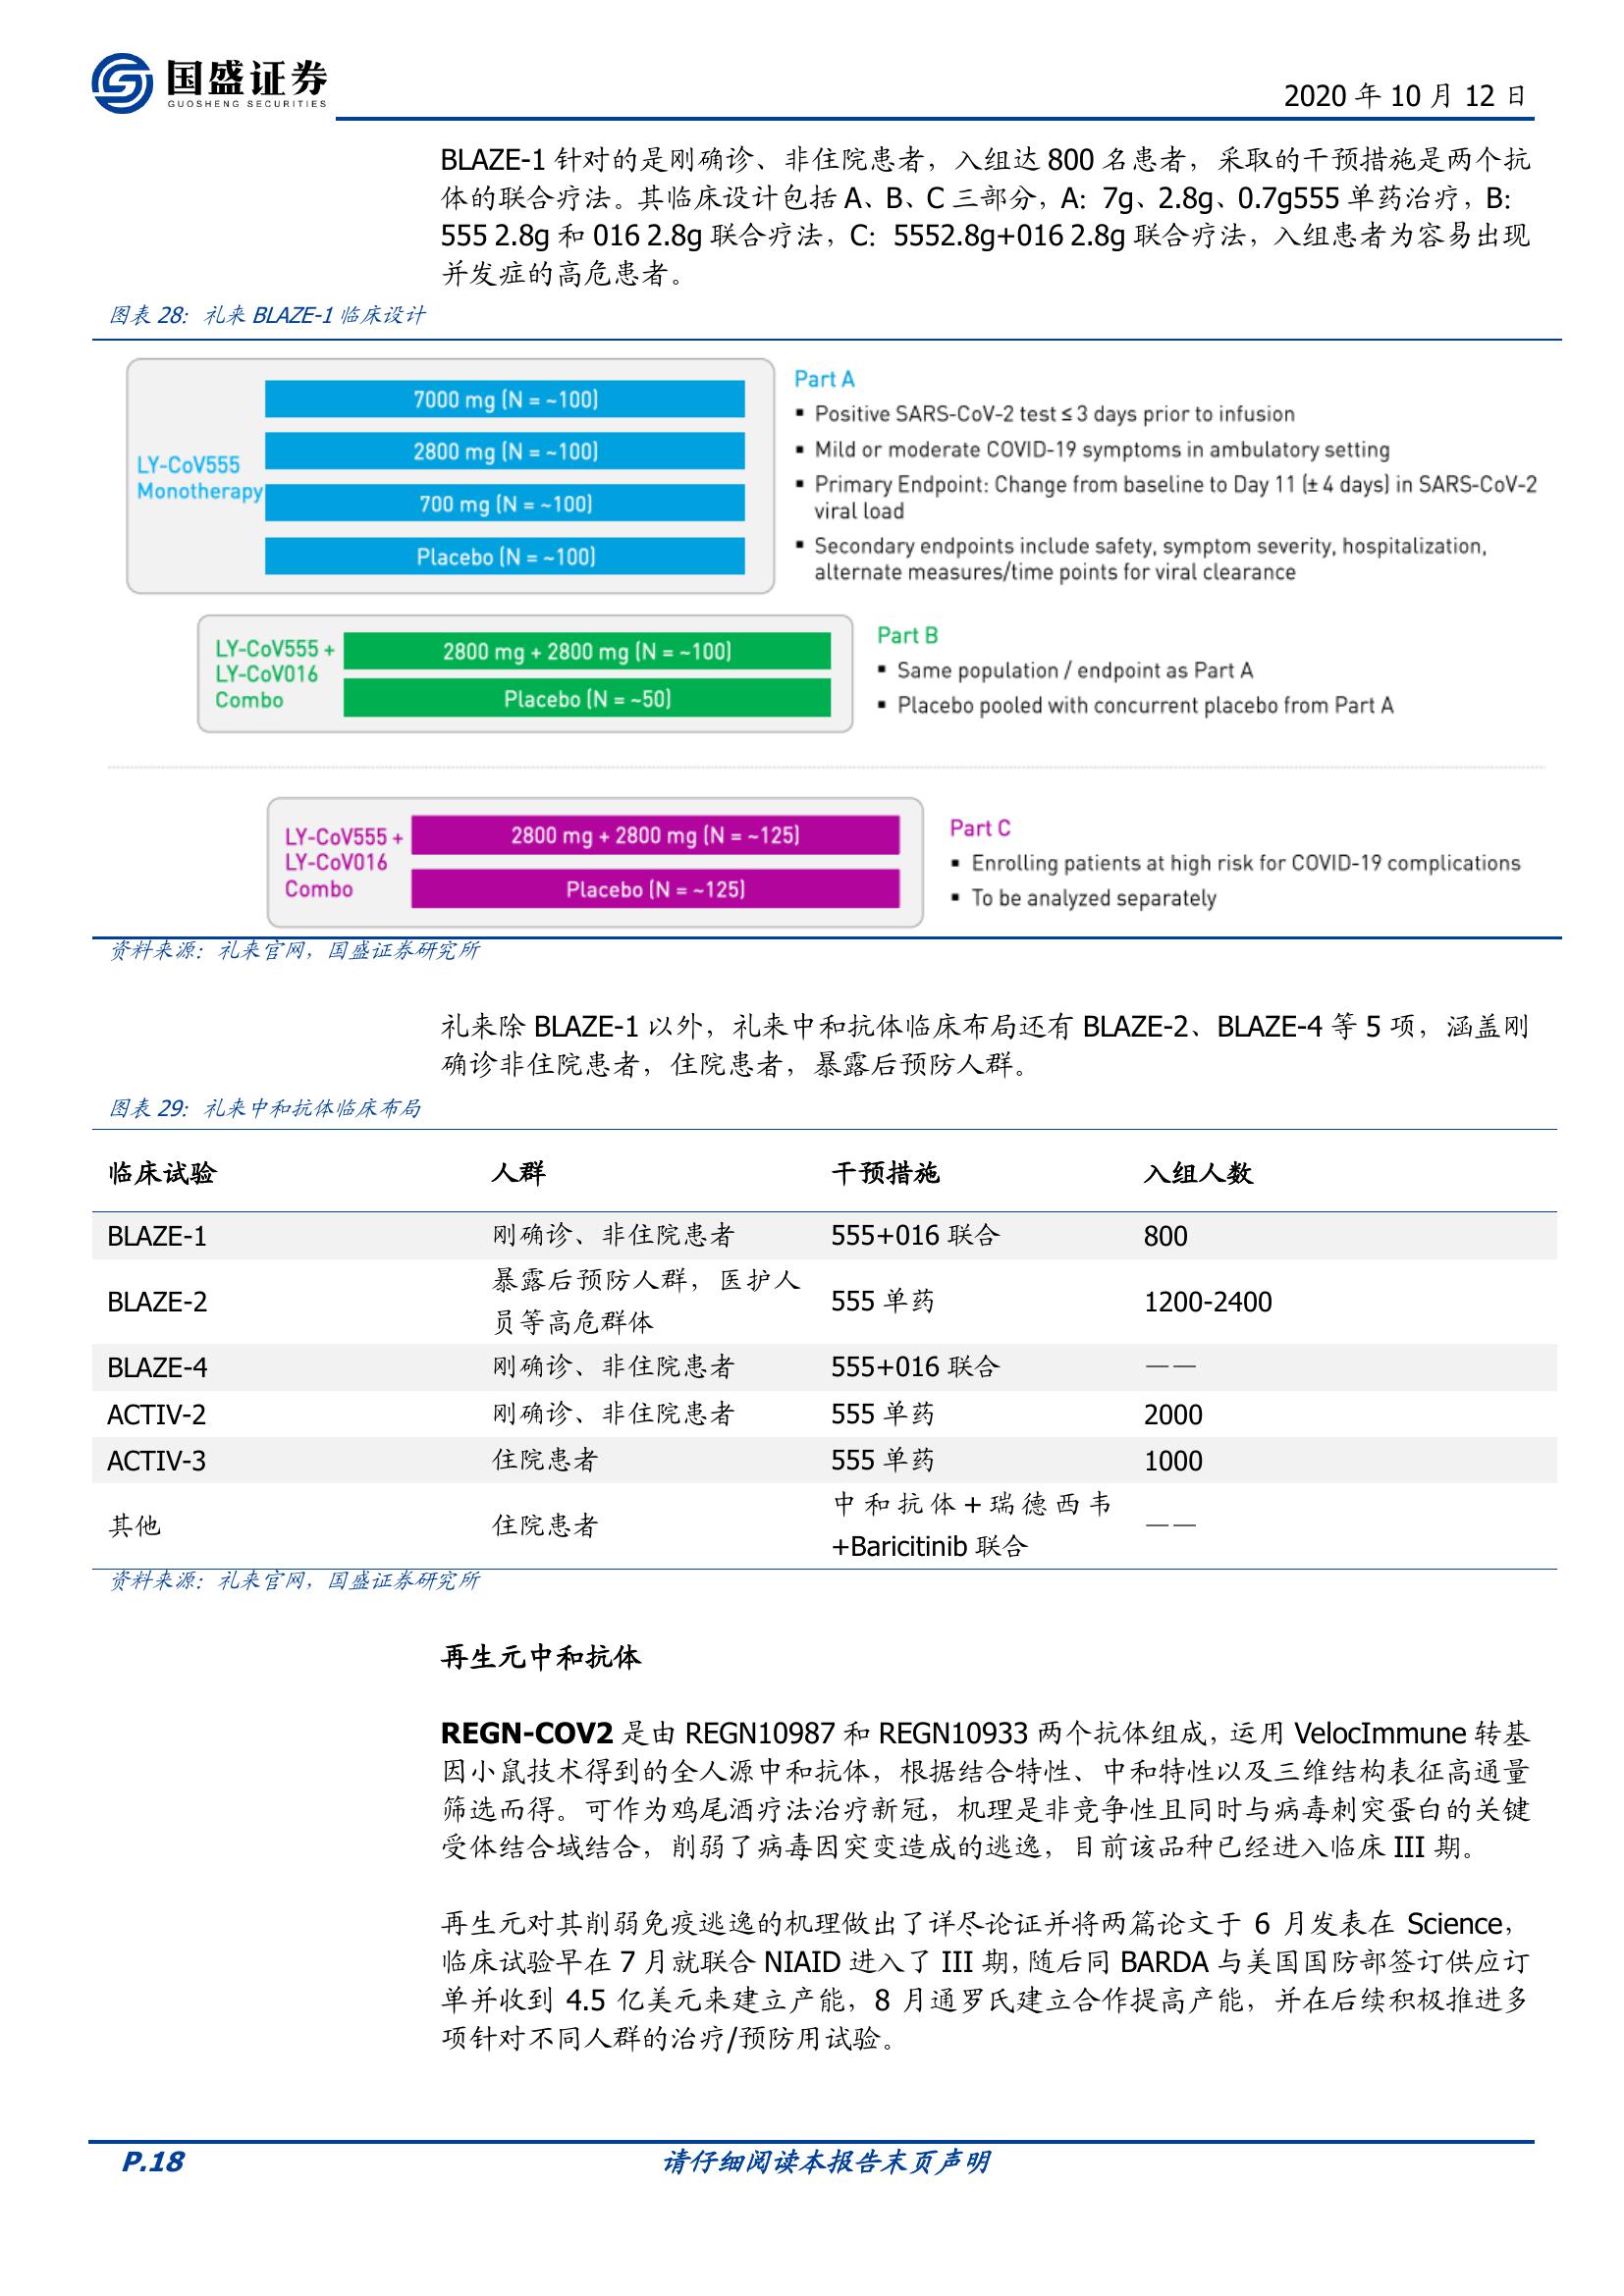 国盛证券
GUOSHENG SECURITIES
2020 年 10 月 12 日
BLAZE-1 针对的是刚确诊、非住院患者，入组达 800 名患者，采取的干预措施是两个抗
体的联合疗法。其临床设计包括 A、B、C 三部分，A：7g、2.8g、0.7g555 单药治疗，B：
555 2.8g 和 016 2.8g 联合疗法，C：5552.8g+016 2.8g 联合疗法，入组患者为容易出现
并发症的高危患者。
图表 28：礼来 BLAZE-1 临床设计
LY-CoV555
Monotherapy
7000 mg (N = ~100)
2800 mg (N = ~100)
700 mg (N = ~100)
Placebo (N = ~100)
Part A
▪ Positive SARS-CoV-2 test ≤ 3 days prior to infusion
▪ Mild or moderate COVID-19 symptoms in ambulatory setting
▪ Primary Endpoint: Change from baseline to Day 11 (± 4 days) in SARS-CoV-2
viral load
▪ Secondary endpoints include safety, symptom severity, hospitalization,
alternate measures/time points for viral clearance
LY-CoV555 +
LY-CoV016
Combo
2800 mg + 2800 mg (N = ~100)
Placebo (N = ~50)
Part B
▪ Same population / endpoint as Part A
▪ Placebo pooled with concurrent placebo from Part A
LY-CoV555 +
LY-CoV016
Combo
2800 mg + 2800 mg (N = ~125)
Placebo (N = ~125)
Part C
▪ Enrolling patients at high risk for COVID-19 complications
▪ To be analyzed separately
资料来源：礼来官网，国盛证券研究所
礼来除 BLAZE-1 以外，礼来中和抗体临床布局还有 BLAZE-2、BLAZE-4 等 5 项，涵盖刚
确诊非住院患者，住院患者，暴露后预防人群。
图表 29：礼来中和抗体临床布局
临床试验 人群 干预措施 入组人数
BLAZE-1 刚确诊、非住院患者 555+016 联合 800
BLAZE-2 暴露后预防人群，医护人
员等高危群体 555 单药 1200-2400
BLAZE-4 刚确诊、非住院患者 555+016 联合 ——
ACTIV-2 刚确诊、非住院患者 555 单药 2000
ACTIV-3 住院患者 555 单药 1000
其他 住院患者 中和抗体+瑞德西韦
+Baricitinib 联合 ——
资料来源：礼来官网，国盛证券研究所
再生元中和抗体
REGN-COV2 是由 REGN10987 和 REGN10933 两个抗体组成，运用 VelocImmune 转基
因小鼠技术得到的全人源中和抗体，根据结合特性、中和特性以及三维结构表征高通量
筛选而得。可作为鸡尾酒疗法治疗新冠，机理是非竞争性且同时与病毒刺突蛋白的关键
受体结合域结合，削弱了病毒因突变造成的逃逸，目前该品种已经进入临床 III 期。
再生元对其削弱免疫逃逸的机理做出了详尽论证并将两篇论文于 6 月发表在 Science，
临床试验早在 7 月就联合 NIAID 进入了 III 期，随后同 BARDA 与美国国防部签订供应订
单并收到 4.5 亿美元来建立产能，8 月通罗氏建立合作提高产能，并在后续积极推进多
项针对不同人群的治疗/预防用试验。
P.18
请仔细阅读本报告末页声明